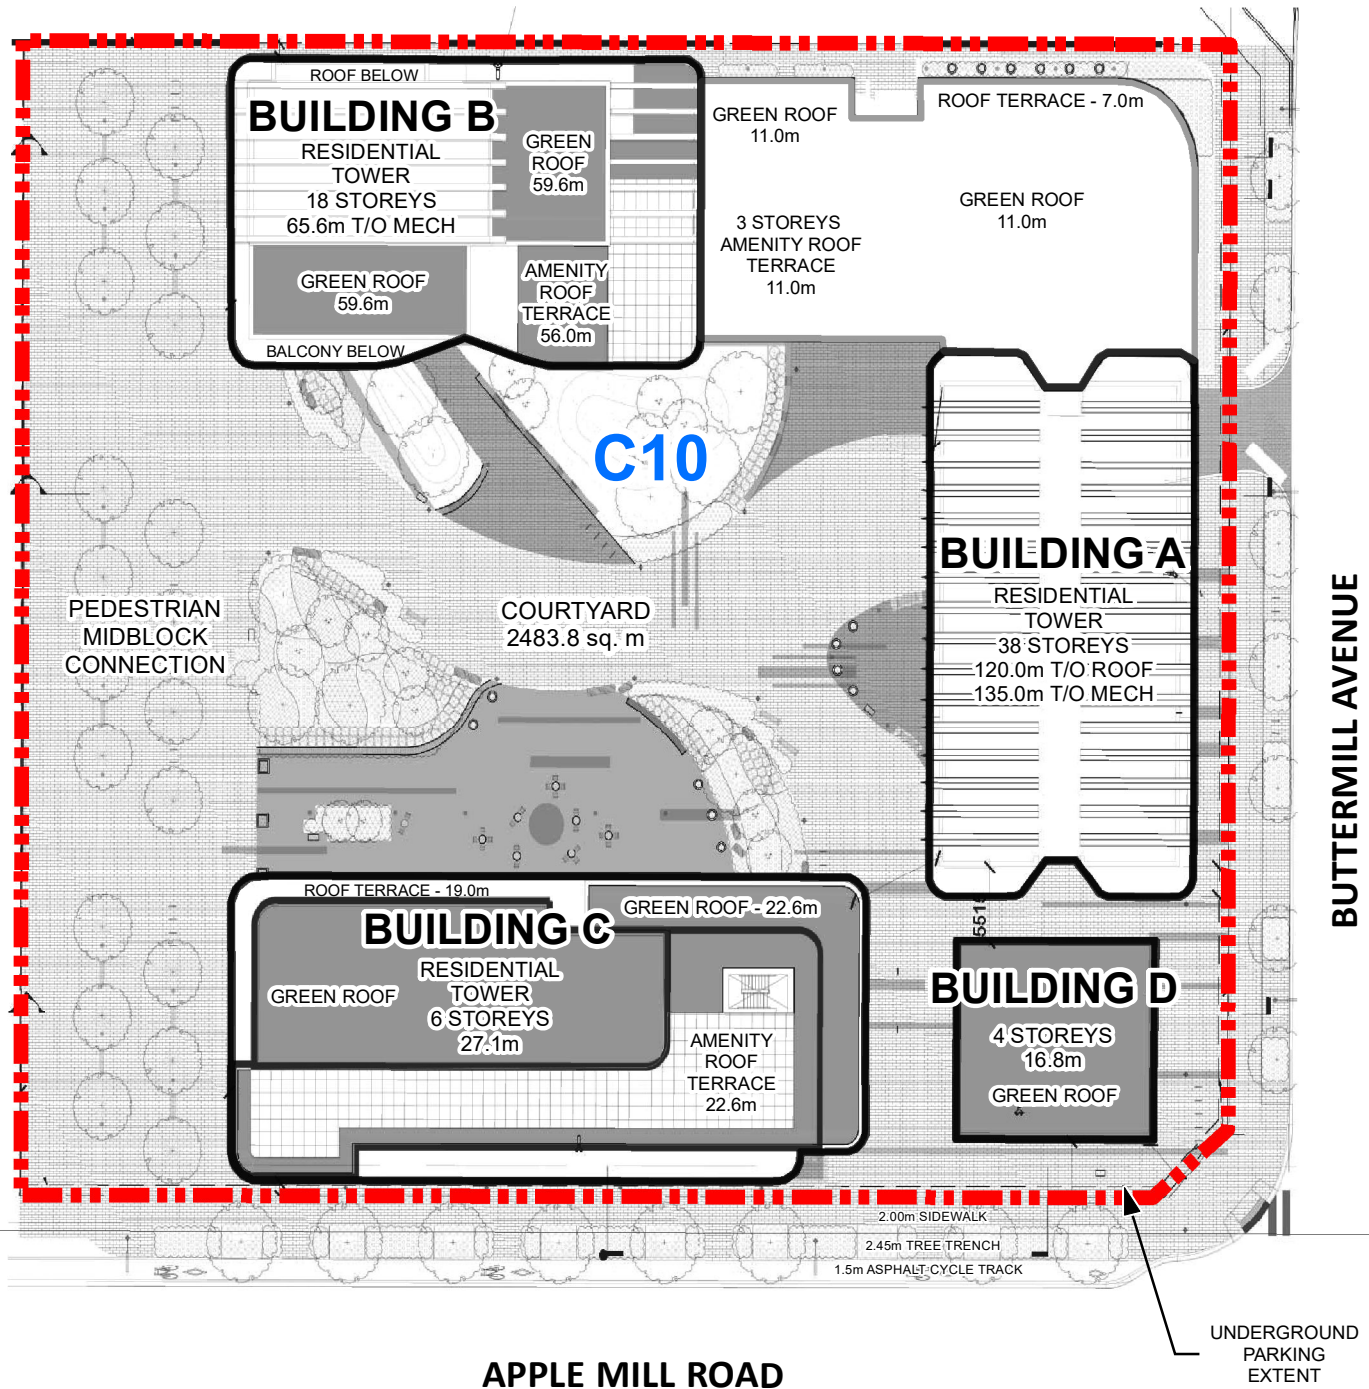 ROOF BELOW
BUILDING B
RESIDENTIAL
TOWER
18 STOREYS
65.6m T/O MECH
GREEN
ROOF
59.6m
GREEN ROOF
59.6m
AMENITY
ROOF
TERRACE
56.0m
BALCONY BELOW
GREEN ROOF
11.0m
ROOF TERRACE - 7.0m
GREEN ROOF
11.0m
3 STOREYS
AMENITY ROOF
TERRACE
11.0m
C10
BUILDING A
RESIDENTIAL
TOWER
38 STOREYS
120.0m T/O ROOF
135.0m T/O MECH
PEDESTRIAN
MIDBLOCK
CONNECTION
COURTYARD
2483.8 sq. m
BUTTERMILL AVENUE
ROOF TERRACE - 19.0m
BUILDING C
GREEN ROOF - 22.6m
RESIDENTIAL
TOWER
6 STOREYS
27.1m
GREEN ROOF
AMENITY
ROOF
TERRACE
22.6m
5515
BUILDING D
4 STOREYS
16.8m
GREEN ROOF
2.00m SIDEWALK
2.45m TREE TRENCH
1.5m ASPHALT CYCLE TRACK
UNDERGROUND
PARKING
EXTENT
APPLE MILL ROAD